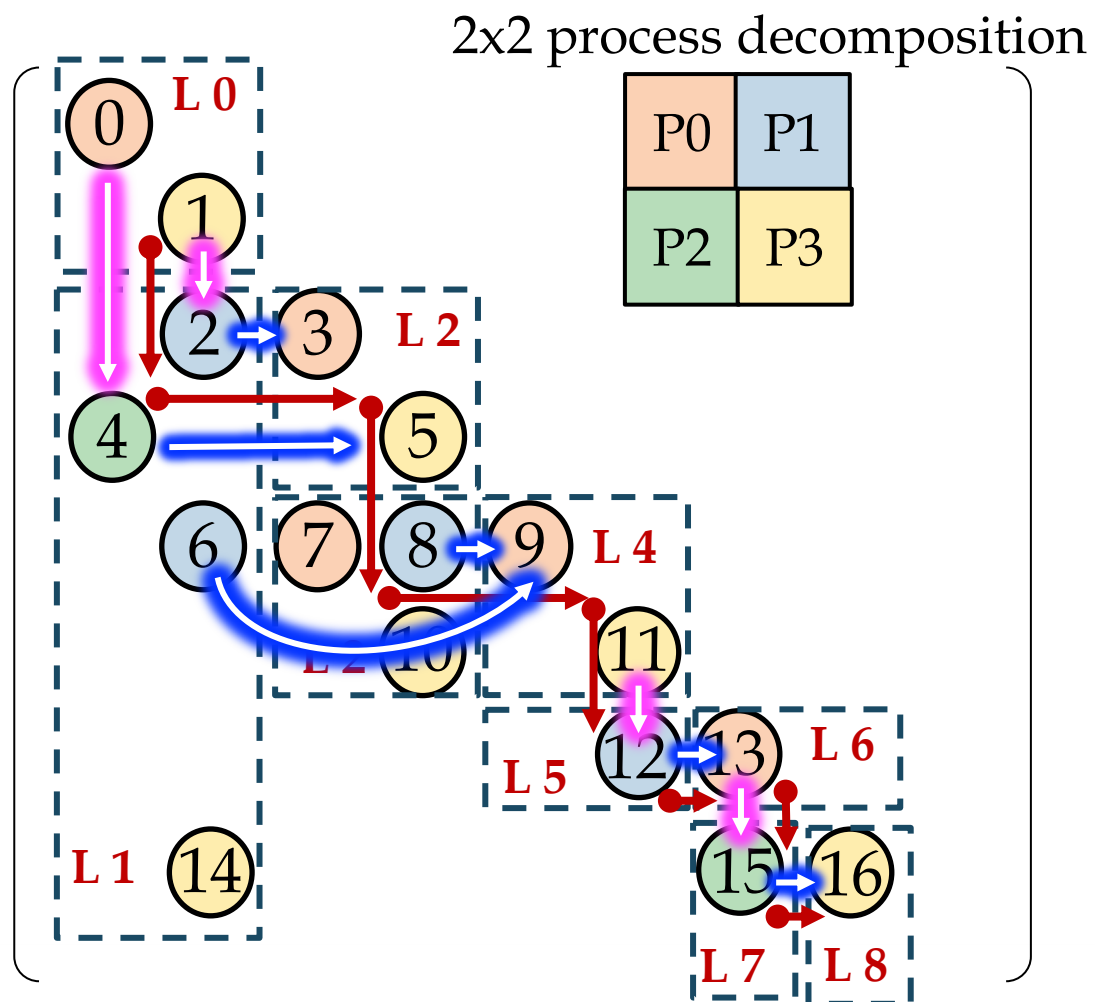 2x2 process decomposition
0 L 0 P0 P1
1 P2 P3
2 3 L 2
4 5
6 7 8 9 L 4
L 2 10 11
L 5 12 13 L 6
L 1 14 15 16
L 7 L 8